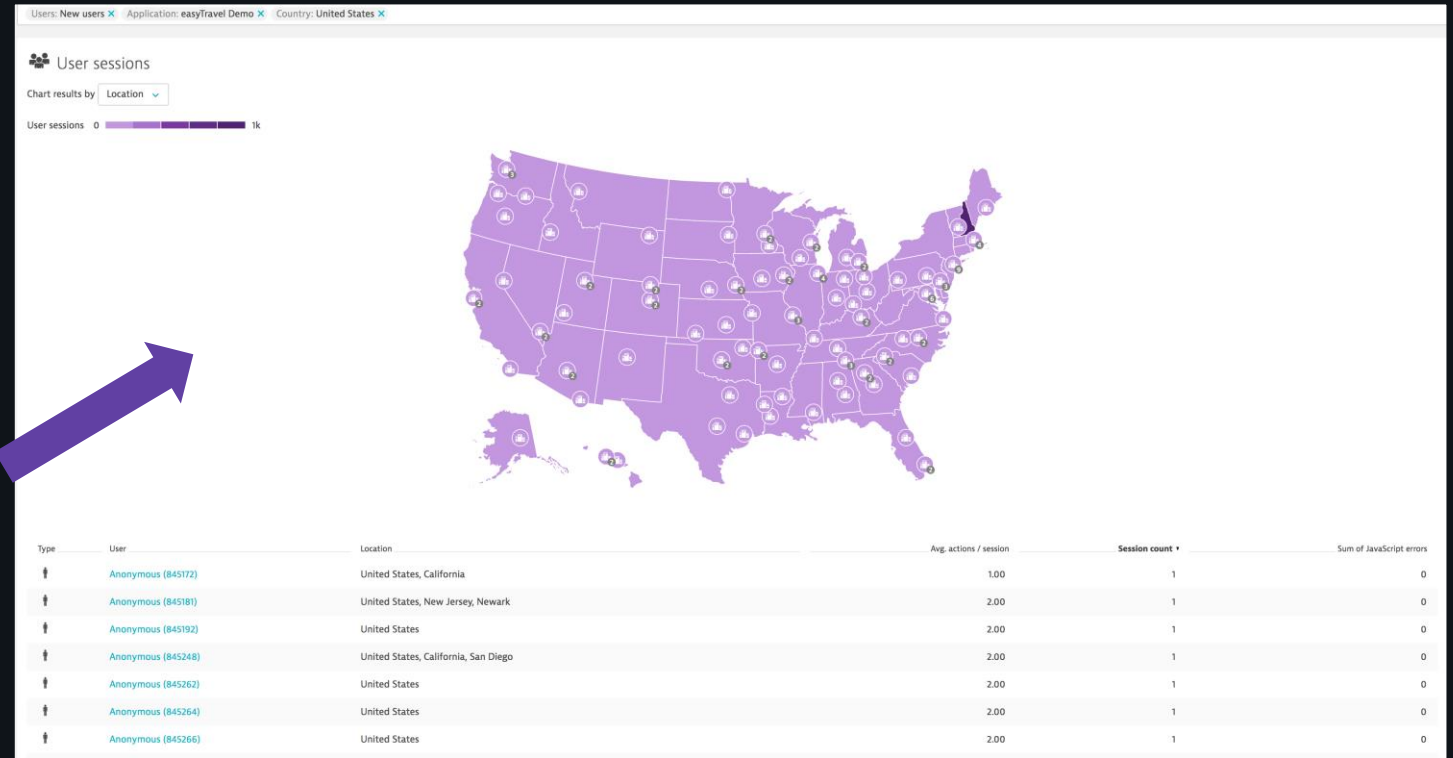 Users: New users × Application: easyTravel Demo × Country: United States ×
User sessions
Chart results by Location
User sessions 0 1k
Type User Location Avg. actions / session Session count Sum of JavaScript errors
Anonymous (845172) United States, California 1.00 1 0
Anonymous (845181) United States, New Jersey, Newark 2.00 1 0
Anonymous (845192) United States 2.00 1 0
Anonymous (845248) United States, California, San Diego 2.00 1 0
Anonymous (845262) United States 2.00 1 0
Anonymous (845264) United States 2.00 1 0
Anonymous (845266) United States 2.00 1 0